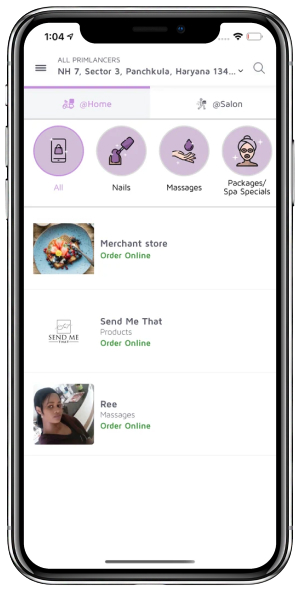 1:04
ALL PRIMLANCERS
NH 7, Sector 3, Panchkula, Haryana 134...
@Home
@Salon
All
Nails
Massages
Packages/
Spa Specials
Merchant store
Order Online
SEND ME
THAT
Send Me That
Products
Order Online
Ree
Massages
Order Online